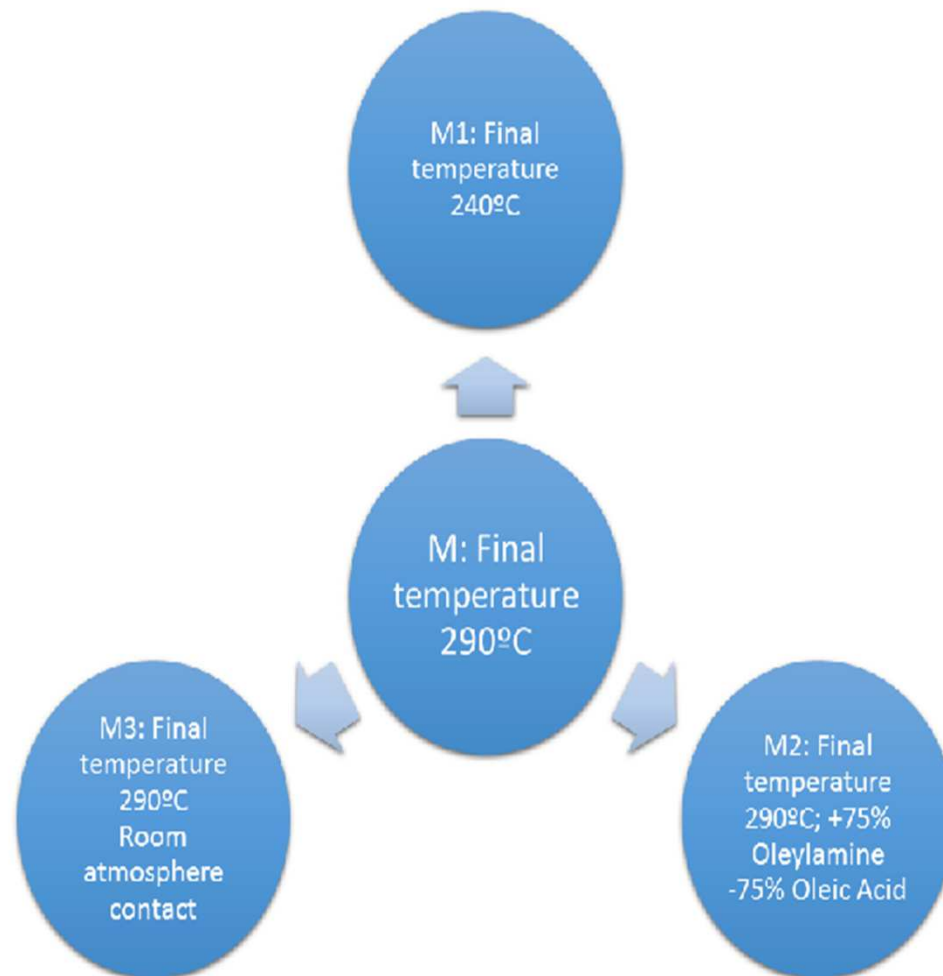 M1: Final
temperature
240ºC
M: Final
temperature
290ºC
M3: Final
temperature
290ºC
Room
atmosphere
contact
M2: Final
temperature
290ºC; +75%
Oleylamine
-75% Oleic Acid